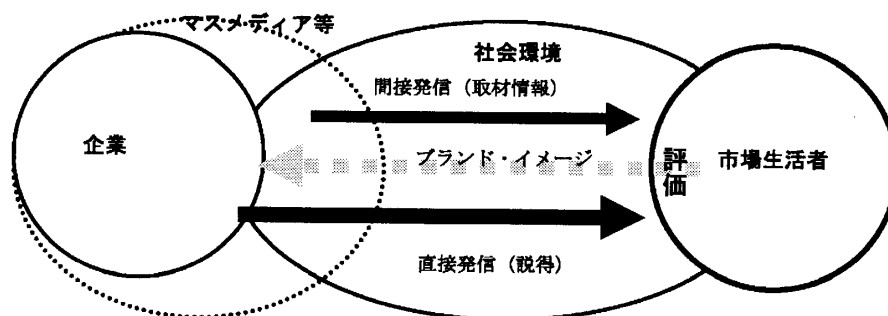 マスメディア等
社会環境
間接発信（取材情報）
企業
ブランド・イメージ
評価
市場生活者
直接発信（説得）